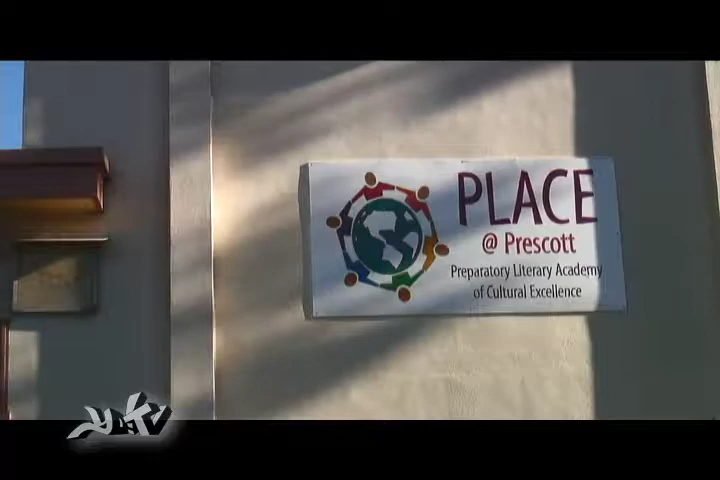 PLACE
@ Prescott
Preparatory Literary Academy
of Cultural Excellence